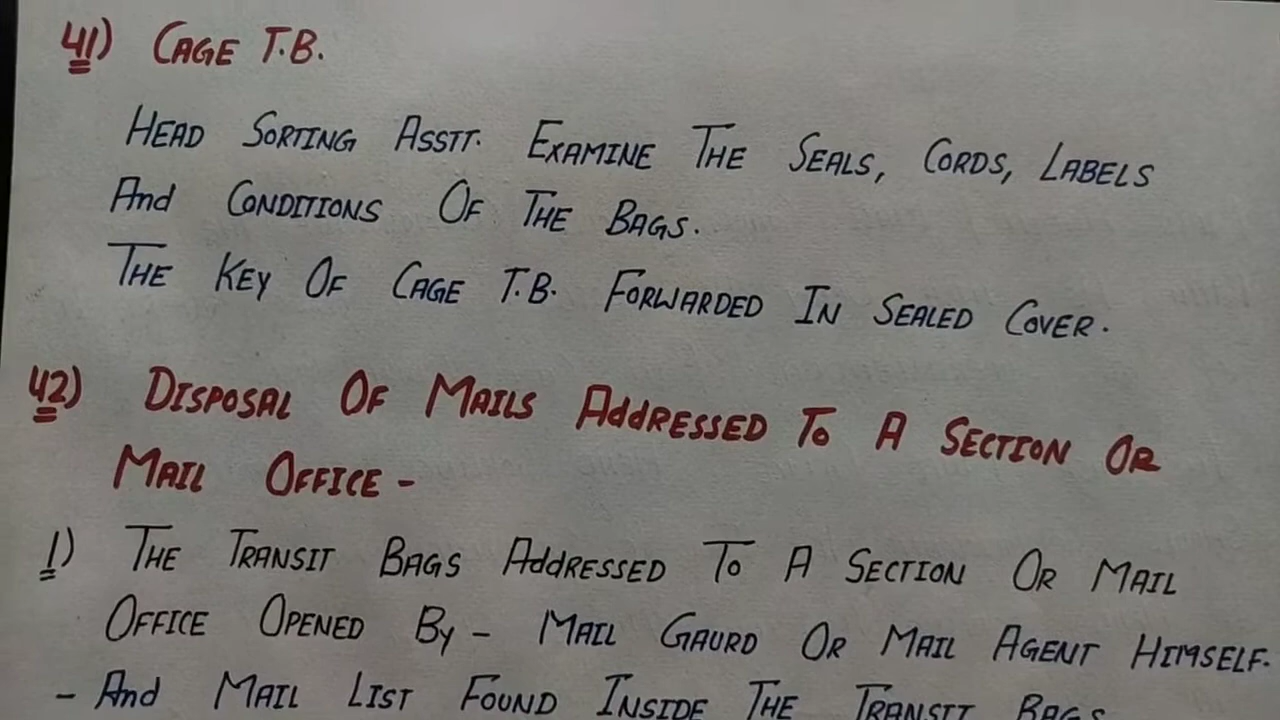 41) CAGE T.B.
HEAD SORTING ASSTT. EXAMINE THE SEALS, CORDS, LABELS
And CONDITIONS OF THE BAGS.
THE KEY OF CAGE T.B. FORWARDED IN SEALED COVER.
42) DISPOSAL OF MAILS AddRESSED TO A SECTION OR
MAIL OFFICE -
1) THE TRANSIT BAGS AddRESSED TO A SECTION OR MAIL
OFFICE OPENED By - MAIL GAURD OR MAIL AGENT HIMSELF.
- And MAIL LIST FOUND INSIDE THE TRANSIT BAGS